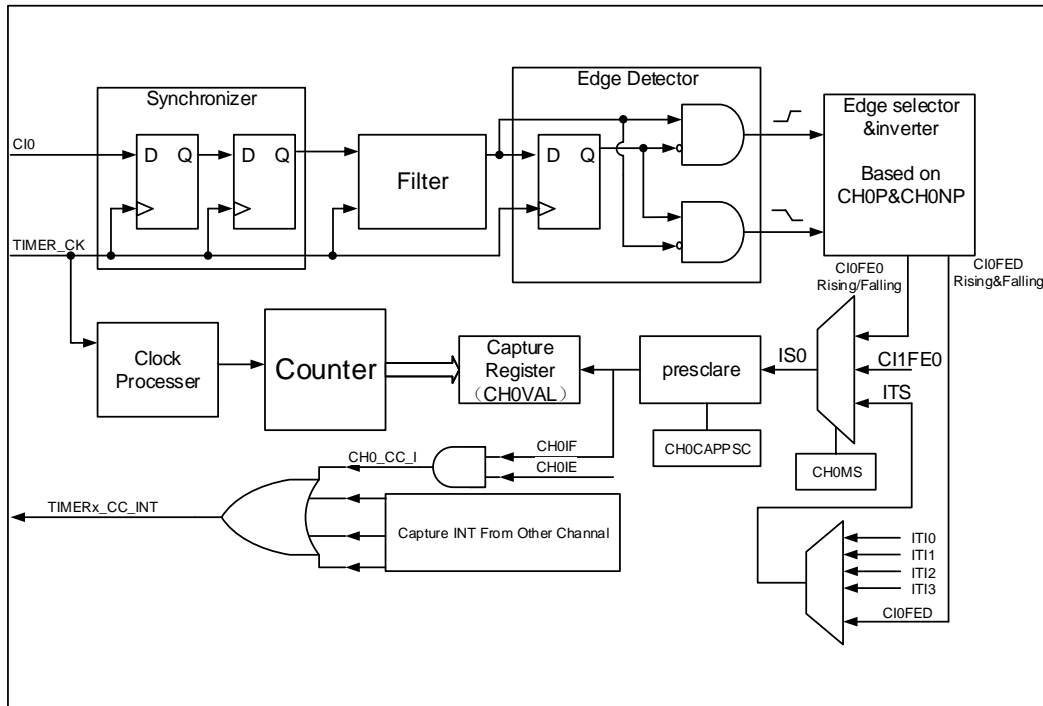 Edge Detector
Synchronizer
Edge selector
&inverter
Based on
CH0P&CH0NP
CI0
D Q
D Q
Filter
D Q
TIMER_CK
CI0FE0
Rising/Falling
CI0FED
Rising&Falling
Clock
Processer
Counter
Capture
Register
(CH0VAL)
presclare
IS0
CI1FE0
ITS
CH0CAPPSC
CH0MS
CH0IF
CH0_CC_I
CH0IE
TIMERx_CC_INT
Capture INT From Other Channel
ITI0
ITI1
ITI2
ITI3
CI0FED